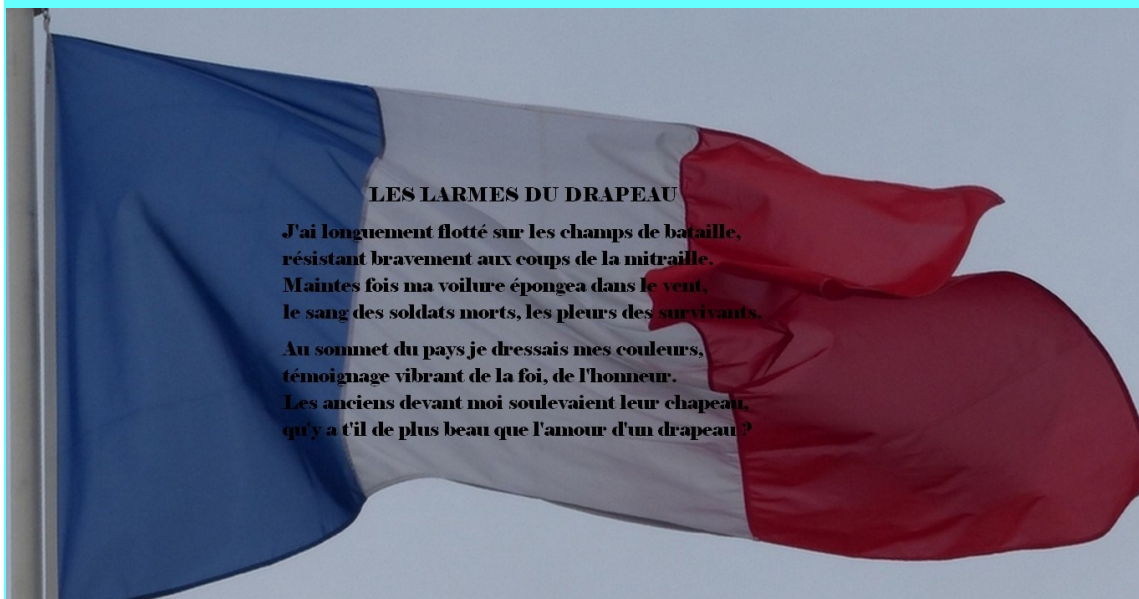 LES LARMES DU DRAPEAU
J'ai longuement flotté sur les champs de bataille,
résistant bravement aux coups de la mitraille.
Maintes fois ma voilure épongea dans le vent,
le sang des soldats morts, les pleurs des survivants.
Au sommet du pays je dressais mes couleurs,
témoignage vibrant de la foi, de l'honneur.
Les anciens devant moi soulevaient leur chapeau,
qu'y a t'il de plus beau que l'amour d'un drapeau ?